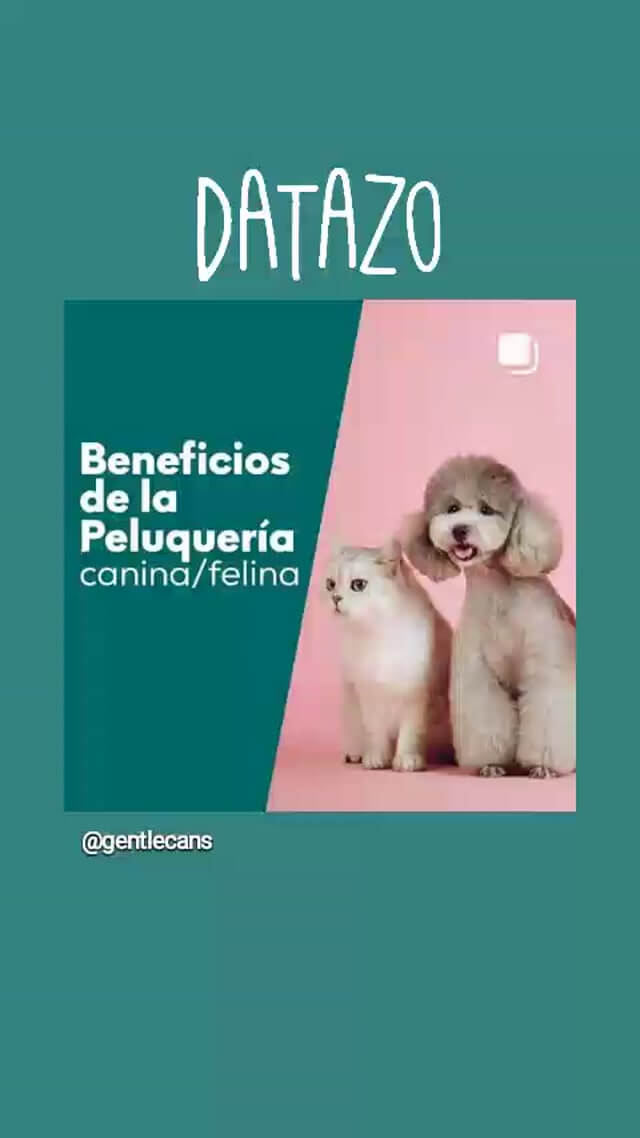 DATAZO
Beneficios
de la
Peluquería
canina/felina
@gentlecans